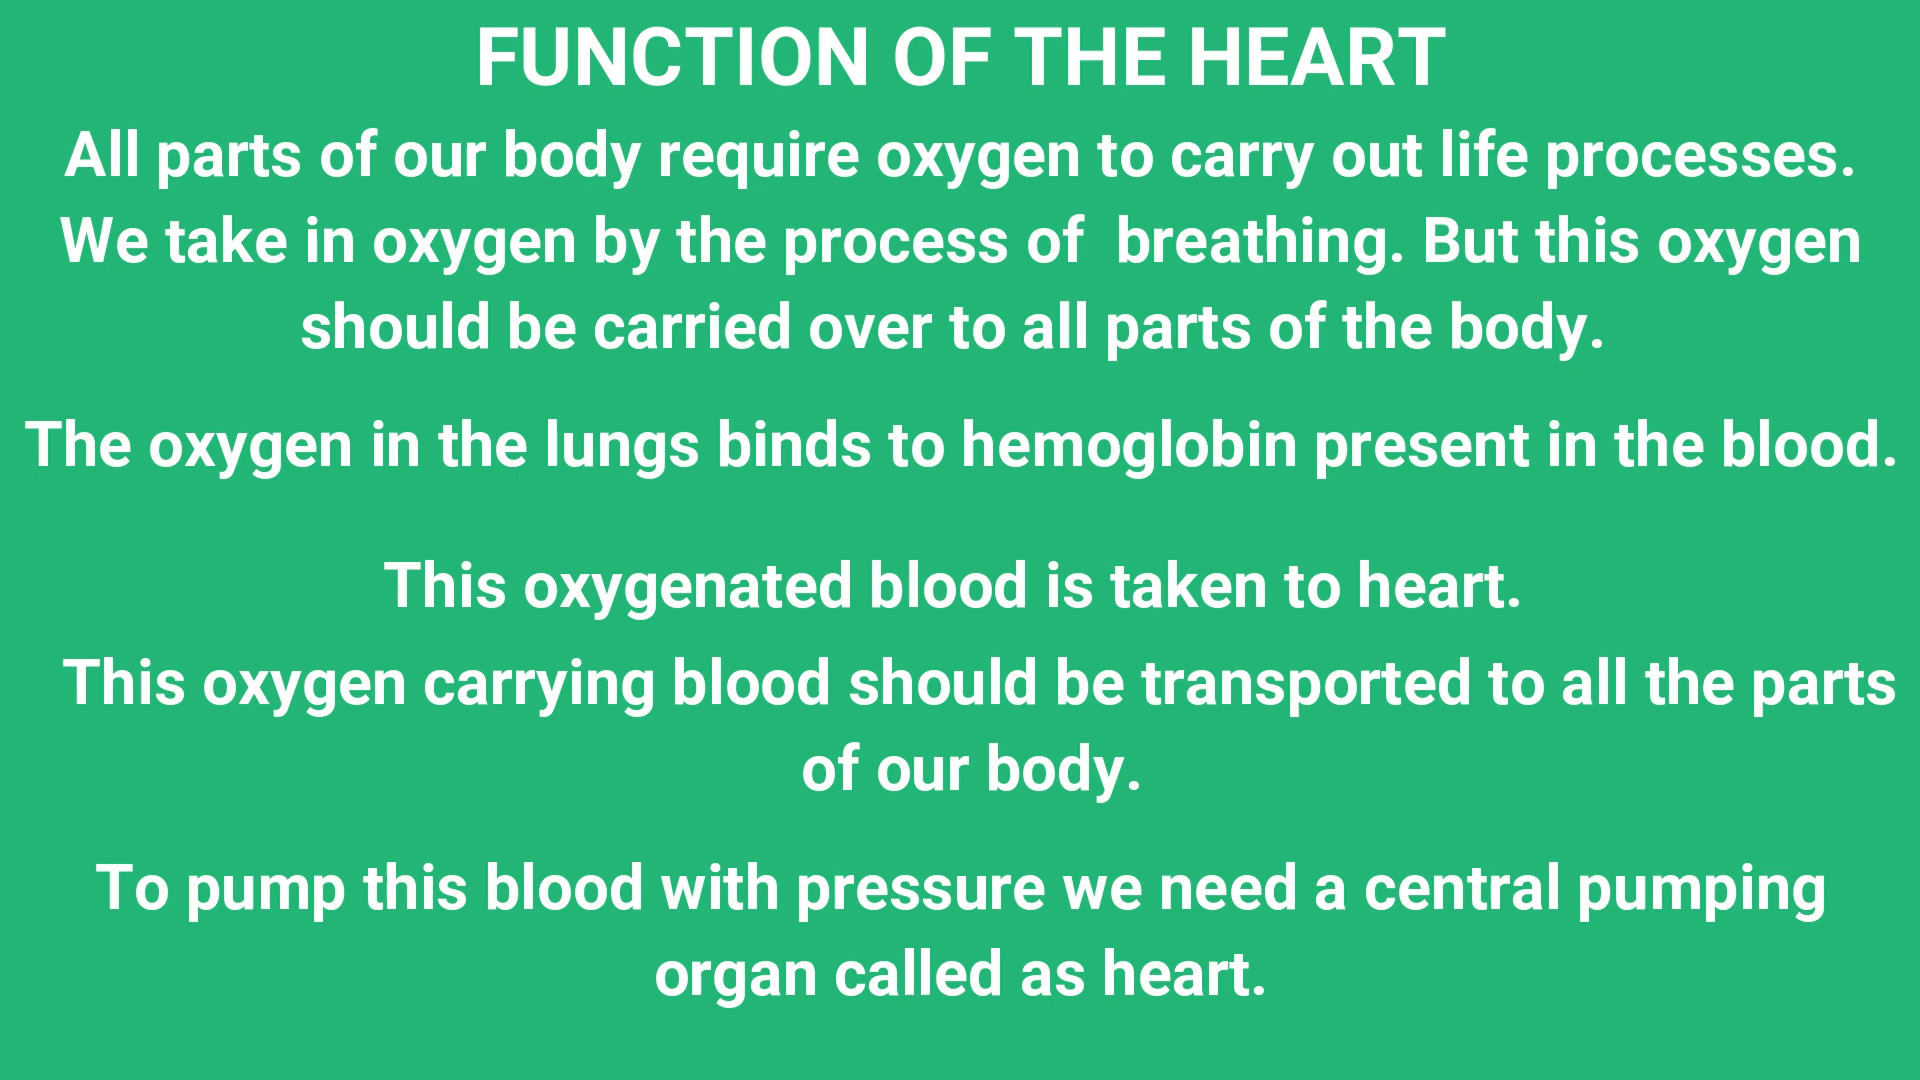 FUNCTION OF THE HEART
All parts of our body require oxygen to carry out life processes.
We take in oxygen by the process of  breathing. But this oxygen
should be carried over to all parts of the body.
The oxygen in the lungs binds to hemoglobin present in the blood.
This oxygenated blood is taken to heart.
This oxygen carrying blood should be transported to all the parts
of our body.
To pump this blood with pressure we need a central pumping
organ called as heart.